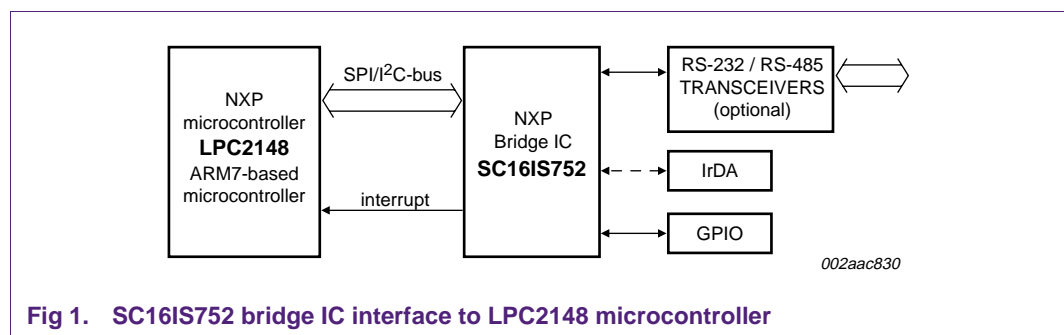 NXP
microcontroller
LPC2148
ARM7-based
microcontroller
SPI/I2C-bus
interrupt
NXP
Bridge IC
SC16IS752
RS-232 / RS-485
TRANSCEIVERS
(optional)
IrDA
GPIO
002aac830
Fig 1. SC16IS752 bridge IC interface to LPC2148 microcontroller